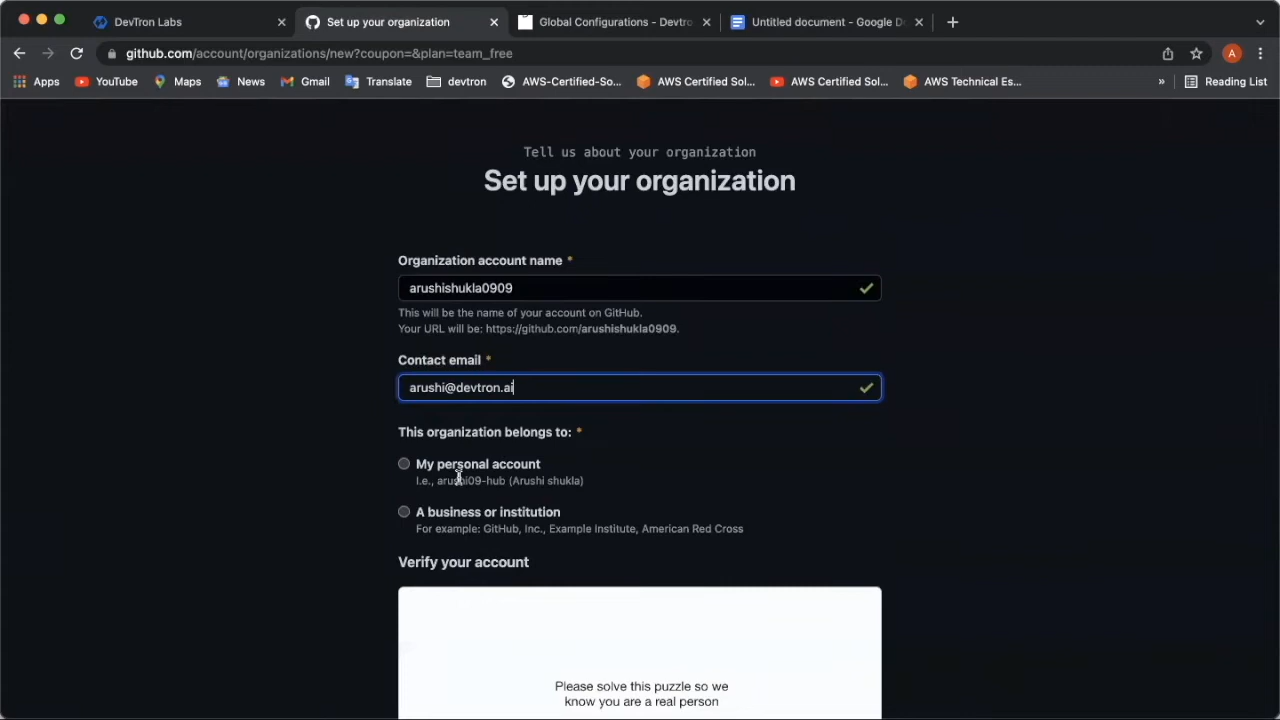 DevTron Labs
Set up your organization
Global Configurations - Devtro
Untitled document - Google D
github.com/account/organizations/new?coupon=&plan=team_free
A
Apps
YouTube
Maps
News
Gmail
Translate
devtron
AWS-Certified-So...
AWS Certified Sol...
AWS Certified Sol...
AWS Technical Es...
»
Reading List
Tell us about your organization
Set up your organization
Organization account name *
arushishukla0909
This will be the name of your account on GitHub.
Your URL will be: https://github.com/arushishukla0909.
Contact email *
arushi@devtron.ai
This organization belongs to: *
My personal account
I.e., arushi09-hub (Arushi shukla)
A business or institution
For example: GitHub, Inc., Example Institute, American Red Cross
Verify your account
Please solve this puzzle so we
know you are a real person